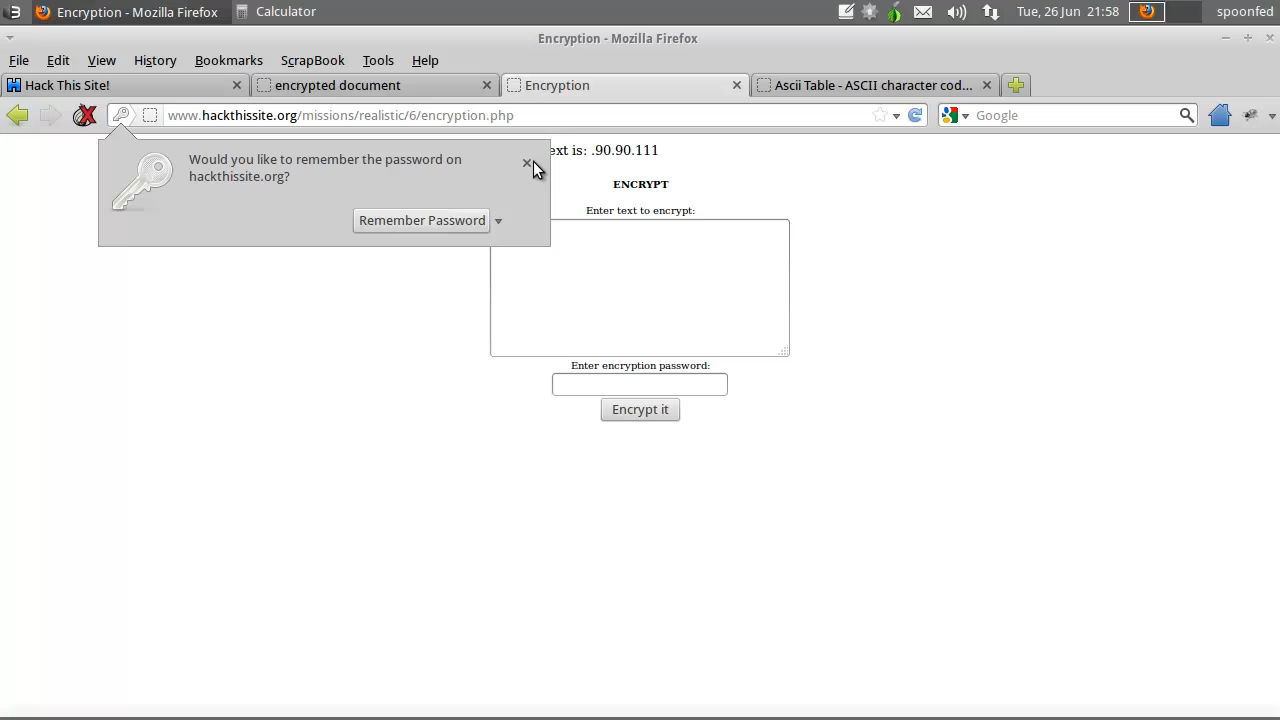 Encryption - Mozilla Firefox Calculator Tue, 26 Jun 21:58 spoonfed
Encryption - Mozilla Firefox
File Edit View History Bookmarks ScrapBook Tools Help
Hack This Site! encrypted document Encryption Ascii Table - ASCII character cod...
www.hackthissite.org/missions/realistic/6/encryption.php Google
ext is: .90.90.111
Would you like to remember the password on
hackthissite.org?
Remember Password
ENCRYPT
Enter text to encrypt:
Enter encryption password:
Encrypt it